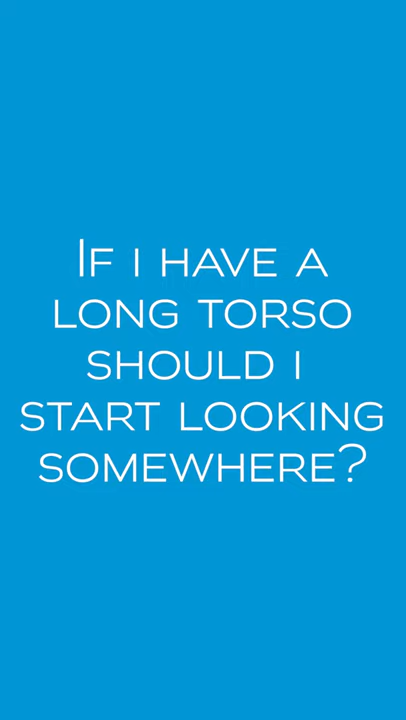 If i have a
long torso
should i
start looking
somewhere?